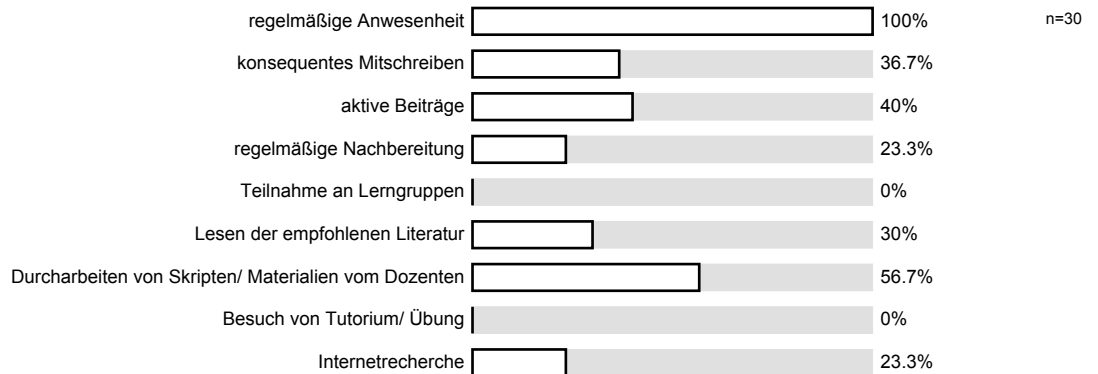 regelmäßige Anwesenheit 100% n=30
konsequentes Mitschreiben 36.7%
aktive Beiträge 40%
regelmäßige Nachbereitung 23.3%
Teilnahme an Lerngruppen 0%
Lesen der empfohlenen Literatur 30%
Durcharbeiten von Skripten/ Materialien vom Dozenten 56.7%
Besuch von Tutorium/ Übung 0%
Internetrecherche 23.3%